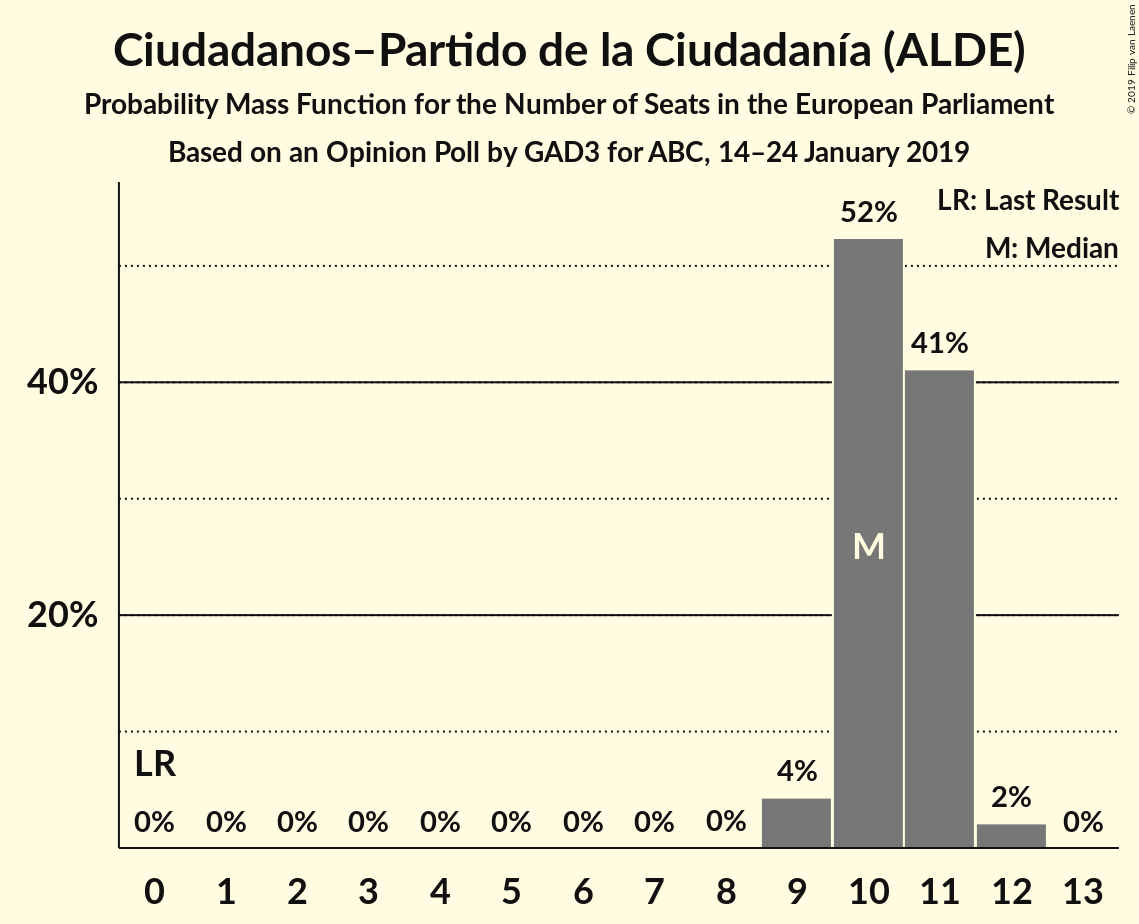 Ciudadanos–Partido de la Ciudadanía (ALDE)
Probability Mass Function for the Number of Seats in the European Parliament
Based on an Opinion Poll by GAD3 for ABC, 14–24 January 2019
© 2019 Filip van Laenen
LR: Last Result
M: Median
52%
41%
40%
M
20%
LR
4%
2%
0% 0% 0% 0% 0% 0% 0% 0% 0% 0%
0 1 2 3 4 5 6 7 8 9 10 11 12 13